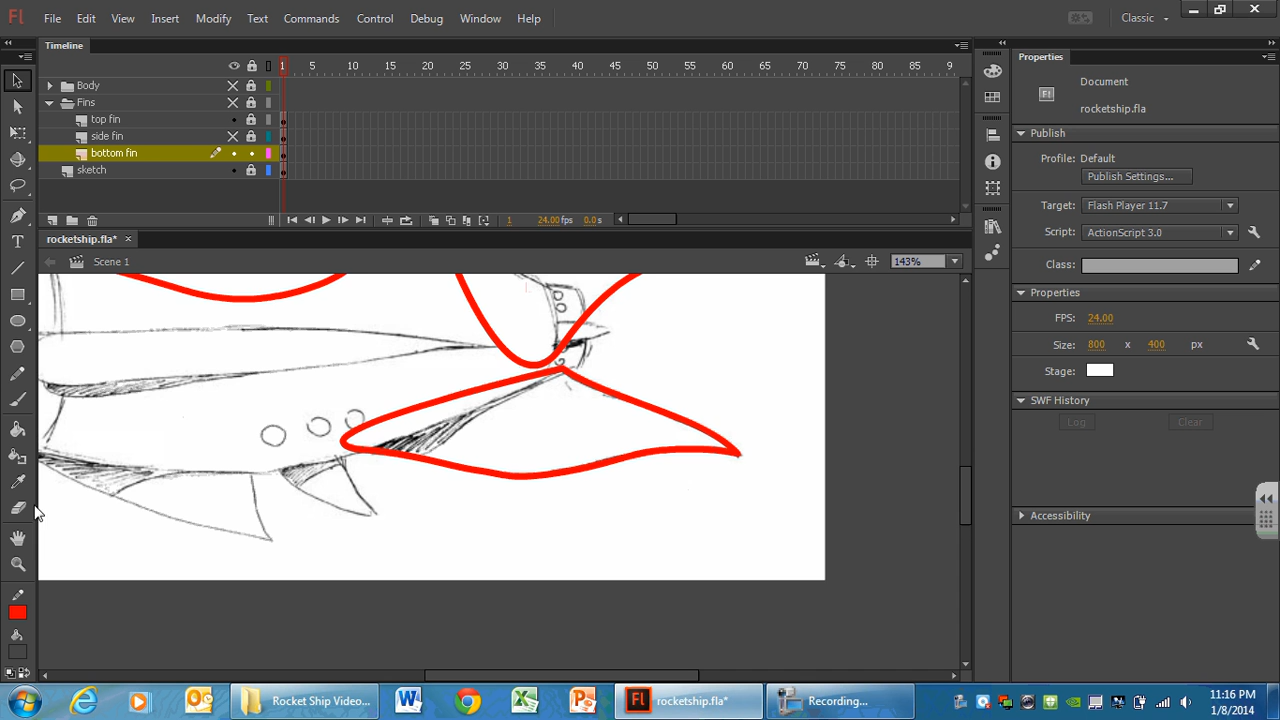 Fl File Edit View Insert Modify Text Commands Control Debug Window Help Classic
Timeline
1 5 10 15 20 25 30 35 40 45 50 55 60 65 70 75 80 85 9
Body
Fins
top fin
side fin
bottom fin
sketch
1 24.00 fps 0.0 s
rocketship.fla* ×
Scene 1
143%
Properties
Fl Document
rocketship.fla
Publish
Profile: Default
Publish Settings...
Target: Flash Player 11.7
Script: ActionScript 3.0
Class:
Properties
FPS: 24.00
Size: 800 x 400 px
Stage:
SWF History
Log Clear
Accessibility
Rocket Ship Video... Fl rocketship.fla* Recording... 11:16 PM
1/8/2014